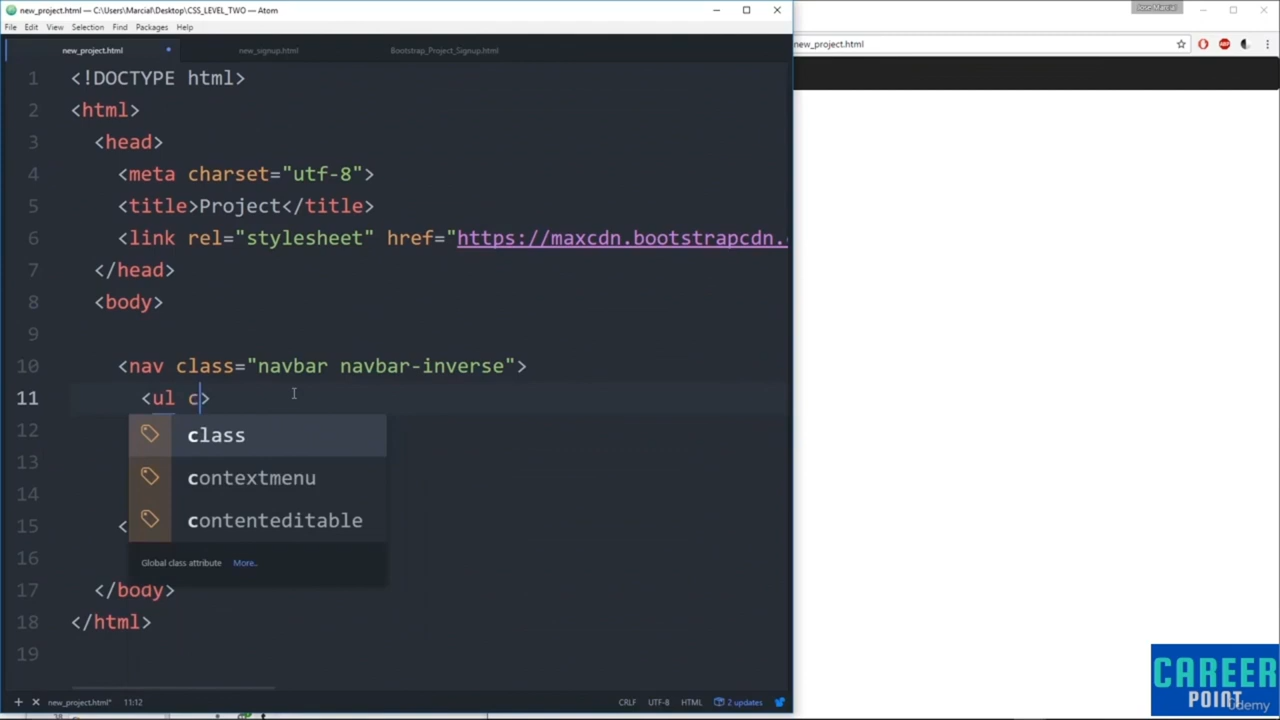 new_project.html — C:\Users\Marcial\Desktop\CSS_LEVEL_TWO — Atom
Jose Marcial
File Edit View Selection Find Packages Help
new_project.html
new_signup.html
Bootstrap_Project_Signup.html
new_project.html
ABP
1 <!DOCTYPE html>
2 <html>
3 <head>
4 <meta charset="utf-8">
5 <title>Project</title>
6 <link rel="stylesheet" href="https://maxcdn.bootstrapcdn.
7 </head>
8 <body>
9
10 <nav class="navbar navbar-inverse">
11 <ul c>
12 class
13 contextmenu
14 contenteditable
15 <
16 Global class attribute More..
17 </body>
18 </html>
19
CAREER
POINT
udemy
new_project.html* 11:12 CRLF UTF-8 HTML 2 updates